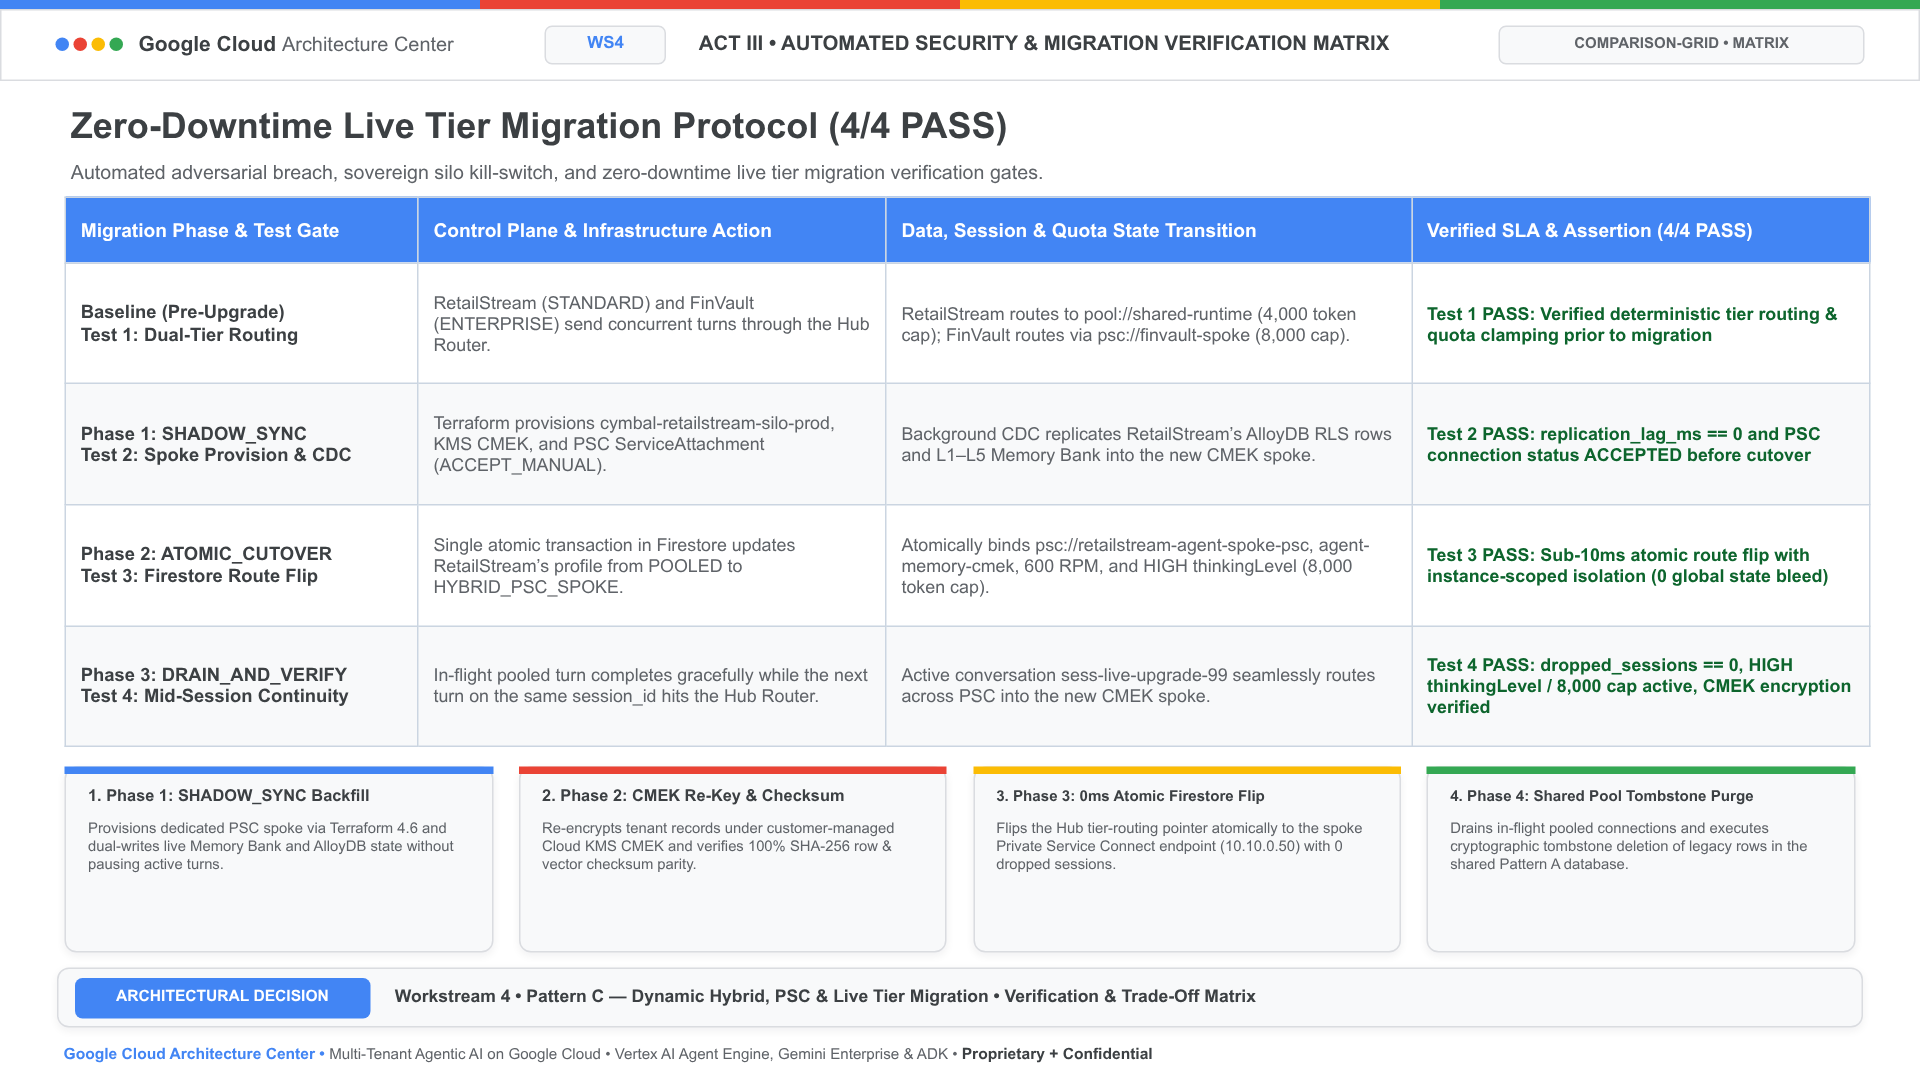 Google Cloud Architecture Center
WS4
ACT III • AUTOMATED SECURITY & MIGRATION VERIFICATION MATRIX
COMPARISON-GRID • MATRIX
Zero-Downtime Live Tier Migration Protocol (4/4 PASS)
Automated adversarial breach, sovereign silo kill-switch, and zero-downtime live tier migration verification gates.
Migration Phase & Test Gate
Control Plane & Infrastructure Action
Data, Session & Quota State Transition
Verified SLA & Assertion (4/4 PASS)
Baseline (Pre-Upgrade)
Test 1: Dual-Tier Routing
RetailStream (STANDARD) and FinVault
(ENTERPRISE) send concurrent turns through the Hub
Router.
RetailStream routes to pool://shared-runtime (4,000 token
cap); FinVault routes via psc://finvault-spoke (8,000 cap).
Test 1 PASS: Verified deterministic tier routing &
quota clamping prior to migration
Phase 1: SHADOW_SYNC
Test 2: Spoke Provision & CDC
Terraform provisions cymbal-retailstream-silo-prod,
KMS CMEK, and PSC ServiceAttachment
(ACCEPT_MANUAL).
Background CDC replicates RetailStream's AlloyDB RLS rows
and L1–L5 Memory Bank into the new CMEK spoke.
Test 2 PASS: replication_lag_ms == 0 and PSC
connection status ACCEPTED before cutover
Phase 2: ATOMIC_CUTOVER
Test 3: Firestore Route Flip
Single atomic transaction in Firestore updates
RetailStream's profile from POOLED to
HYBRID_PSC_SPOKE.
Atomically binds psc://retailstream-agent-spoke-psc, agent-
memory-cmek, 600 RPM, and HIGH thinkingLevel (8,000
token cap).
Test 3 PASS: Sub-10ms atomic route flip with
instance-scoped isolation (0 global state bleed)
Phase 3: DRAIN_AND_VERIFY
Test 4: Mid-Session Continuity
In-flight pooled turn completes gracefully while the next
turn on the same session_id hits the Hub Router.
Active conversation sess-live-upgrade-99 seamlessly routes
across PSC into the new CMEK spoke.
Test 4 PASS: dropped_sessions == 0, HIGH
thinkingLevel / 8,000 cap active, CMEK encryption
verified
1. Phase 1: SHADOW_SYNC Backfill
Provisions dedicated PSC spoke via Terraform 4.6 and
dual-writes live Memory Bank and AlloyDB state without
pausing active turns.
2. Phase 2: CMEK Re-Key & Checksum
Re-encrypts tenant records under customer-managed
Cloud KMS CMEK and verifies 100% SHA-256 row &
vector checksum parity.
3. Phase 3: 0ms Atomic Firestore Flip
Flips the Hub tier-routing pointer atomically to the spoke
Private Service Connect endpoint (10.10.0.50) with 0
dropped sessions.
4. Phase 4: Shared Pool Tombstone Purge
Drains in-flight pooled connections and executes
cryptographic tombstone deletion of legacy rows in the
shared Pattern A database.
ARCHITECTURAL DECISION
Workstream 4 • Pattern C — Dynamic Hybrid, PSC & Live Tier Migration • Verification & Trade-Off Matrix
Google Cloud Architecture Center • Multi-Tenant Agentic AI on Google Cloud • Vertex AI Agent Engine, Gemini Enterprise & ADK • Proprietary + Confidential